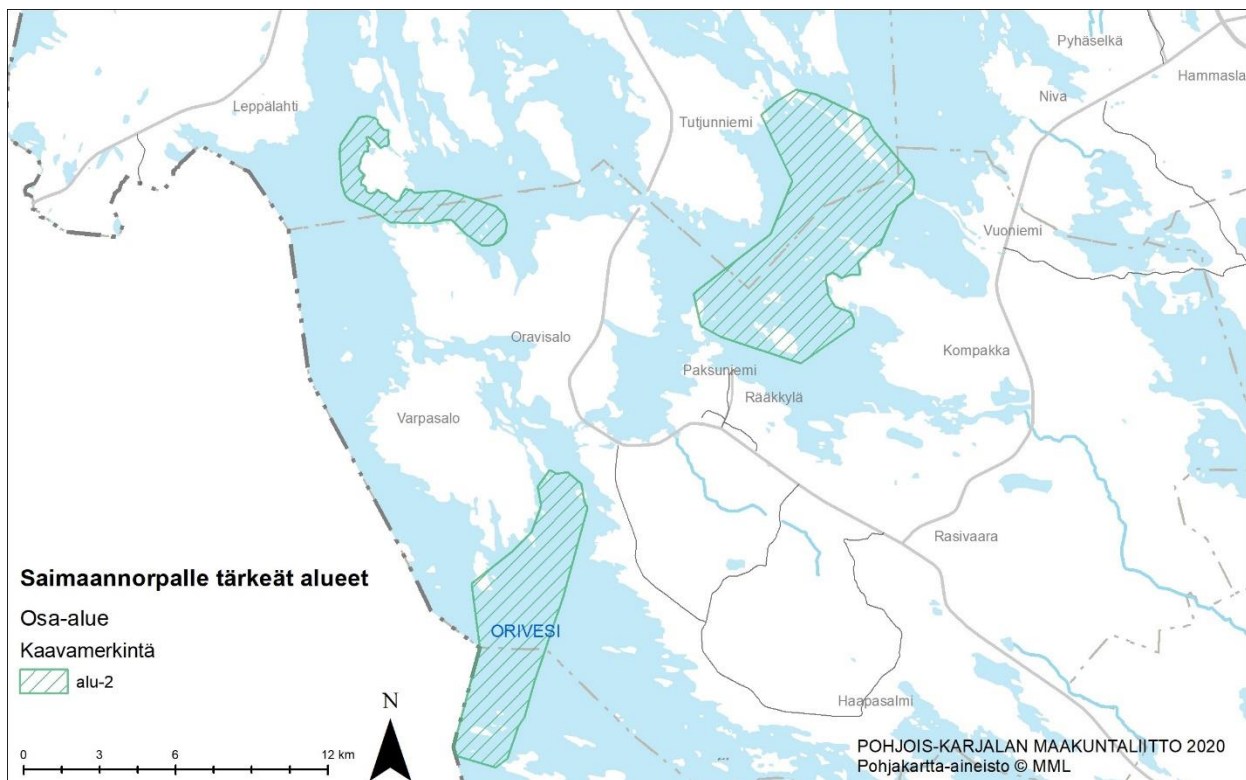 Pyhäselkä
Hammasla
Leppälahti
Niva
Tutjunniemi
Vuoniemi
Oravisalo
Kompakka
Paksuniemi
Rääkkylä
Varpasalo
Rasivaara
ORIVESI
Haapasalmi
Saimaannorpalle tärkeät alueet
Osa-alue
Kaavamerkintä
alu-2
N
0 3 6 12 km
POHJOIS-KARJALAN MAAKUNTALIITTO 2020
Pohjakartta-aineisto © MML